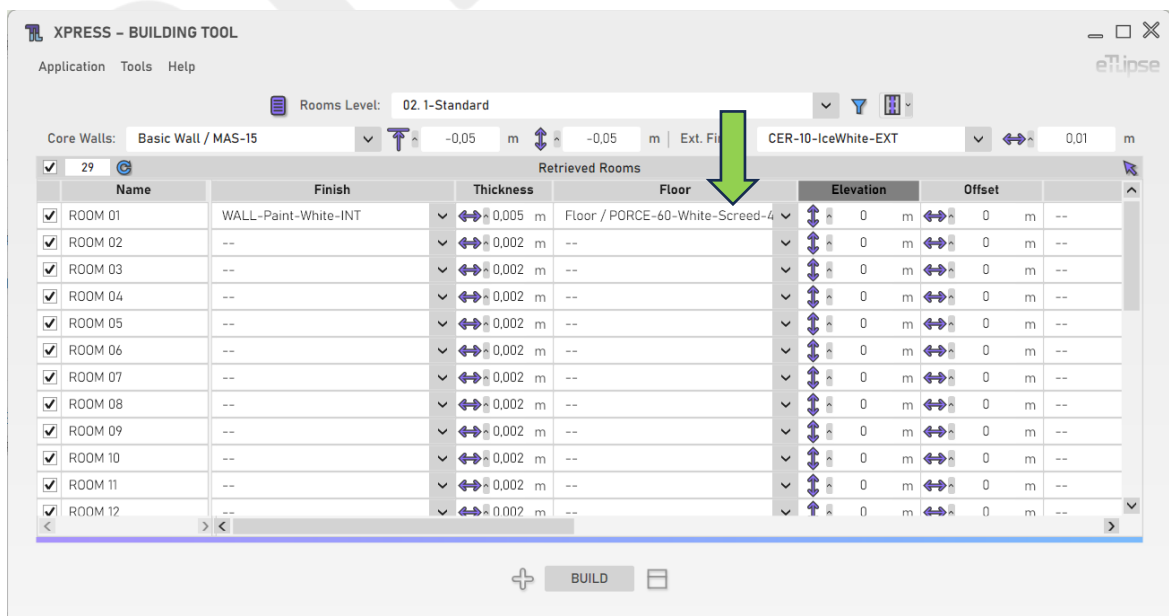 XPRESS – BUILDING TOOL
Application Tools Help
eTLipse
Rooms Level: 02. 1-Standard
Core Walls: Basic Wall / MAS-15 -0,05 m -0,05 m | Ext. Fi CER-10-IceWhite-EXT 0,01 m
29 Retrieved Rooms
Name Finish Thickness Floor Elevation Offset
ROOM 01 WALL-Paint-White-INT 0,005 m Floor / PORCE-60-White-Screed-4 0 m 0 m --
ROOM 02 -- 0,002 m -- 0 m 0 m --
ROOM 03 -- 0,002 m -- 0 m 0 m --
ROOM 04 -- 0,002 m -- 0 m 0 m --
ROOM 05 -- 0,002 m -- 0 m 0 m --
ROOM 06 -- 0,002 m -- 0 m 0 m --
ROOM 07 -- 0,002 m -- 0 m 0 m --
ROOM 08 -- 0,002 m -- 0 m 0 m --
ROOM 09 -- 0,002 m -- 0 m 0 m --
ROOM 10 -- 0,002 m -- 0 m 0 m --
ROOM 11 -- 0,002 m -- 0 m 0 m --
ROOM 12 -- 0,002 m -- 0 m 0 m --
BUILD